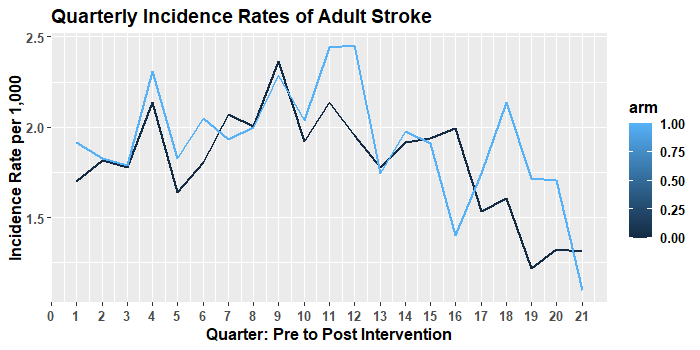 Quarterly Incidence Rates of Adult Stroke
Incidence Rate per 1,000
2.5
2.0
1.5
0 1 2 3 4 5 6 7 8 9 10 11 12 13 14 15 16 17 18 19 20 21
Quarter: Pre to Post Intervention
arm
1.00
0.75
0.50
0.25
0.00